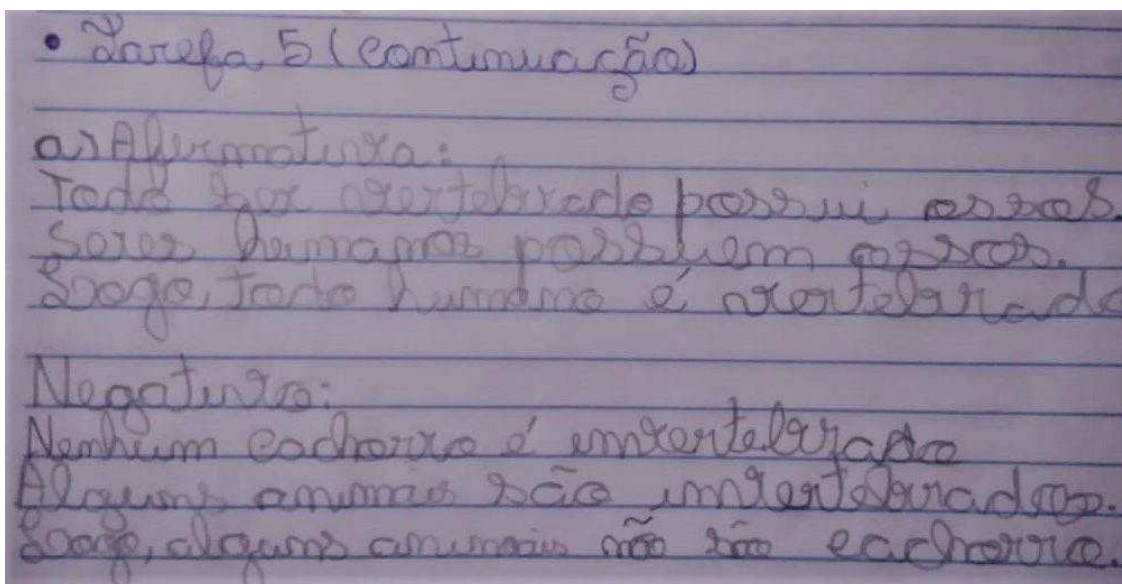 • Tarefa 5 (continuação)
a) Afirmativa:
Todo ser vertebrado possui ossos.
Seres humanos possuem ossos.
Logo, todo humano é vertebrado
Negativa:
Nenhum cachorro é invertebrado
Alguns animais são invertebrados.
Logo, alguns animais não são cachorro.